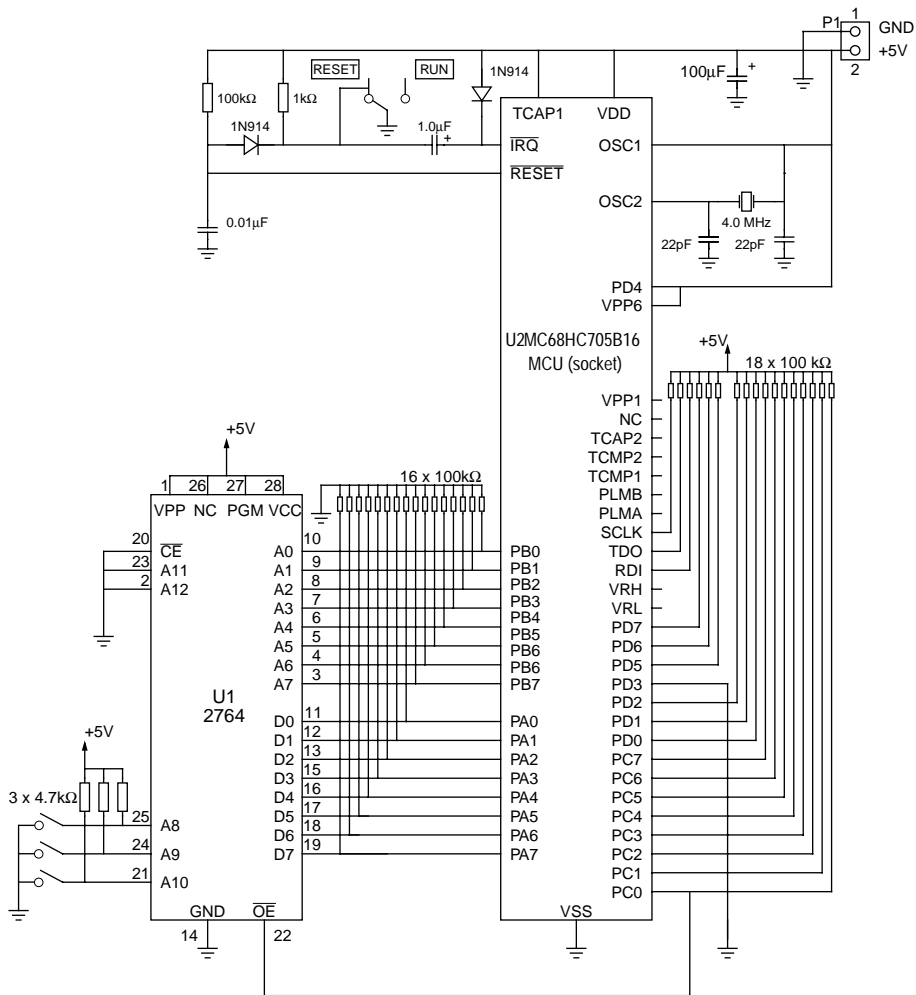 P1
1
GND
+5V
2
RESET
RUN
1N914
100µF
+
100kΩ
1kΩ
1N914
1.0µF
+
TCAP1
VDD
IRQ
OSC1
RESET
OSC2
4.0 MHz
0.01µF
22pF
22pF
PD4
VPP6
U2MC68HC705B16
MCU (socket)
+5V
18 x 100 kΩ
VPP1
NC
TCAP2
TCMP2
TCMP1
PLMB
PLMA
SCLK
TDO
RDI
VRH
VRL
PD7
PD6
PD5
PD3
PD2
PD1
PD0
PC7
PC6
PC5
PC4
PC3
PC2
PC1
PC0
PB0
PB1
PB2
PB3
PB4
PB5
PB6
PB6
PB7
PA0
PA1
PA2
PA3
PA4
PA5
PA6
PA7
VSS
+5V
16 x 100kΩ
1 26 27 28
VPP NC PGM VCC
20 CE
23 A11
2 A12
A0 10
A1 9
A2 8
A3 7
A4 6
A5 5
A6 4
A7 3
U1
2764
D0 11
D1 12
D2 13
D3 15
D4 16
D5 17
D6 18
D7 19
+5V
3 x 4.7kΩ
25 A8
24 A9
21 A10
GND OE
14 22